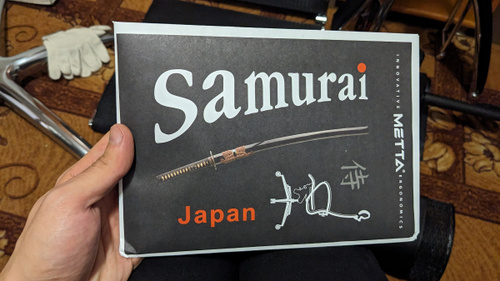 Samurai
侍
Japan
INNOVATIVE METTA ERGONOMICS